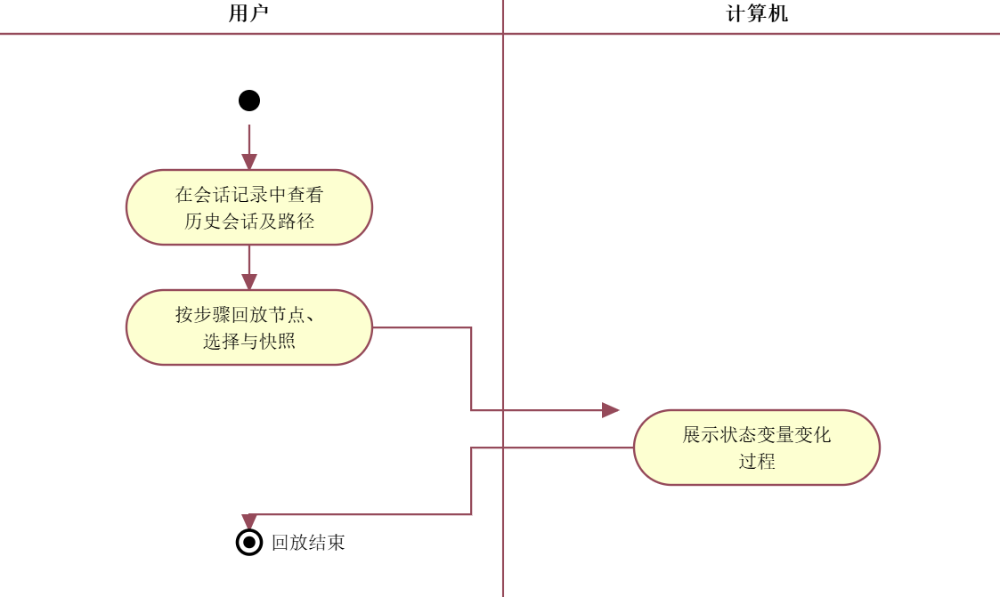 用户
计算机
在会话记录中查看
历史会话及路径
按步骤回放节点、
选择与快照
展示状态变量变化
过程
回放结束